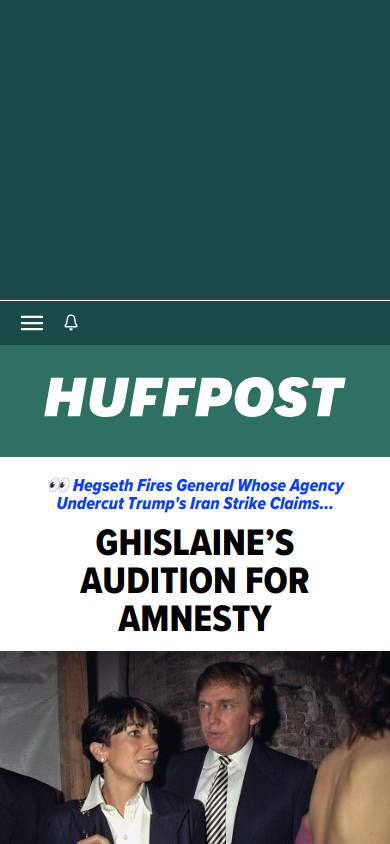 HUFFPOST
👀 Hegseth Fires General Whose Agency
Undercut Trump's Iran Strike Claims...
GHISLAINE’S
AUDITION FOR
AMNESTY